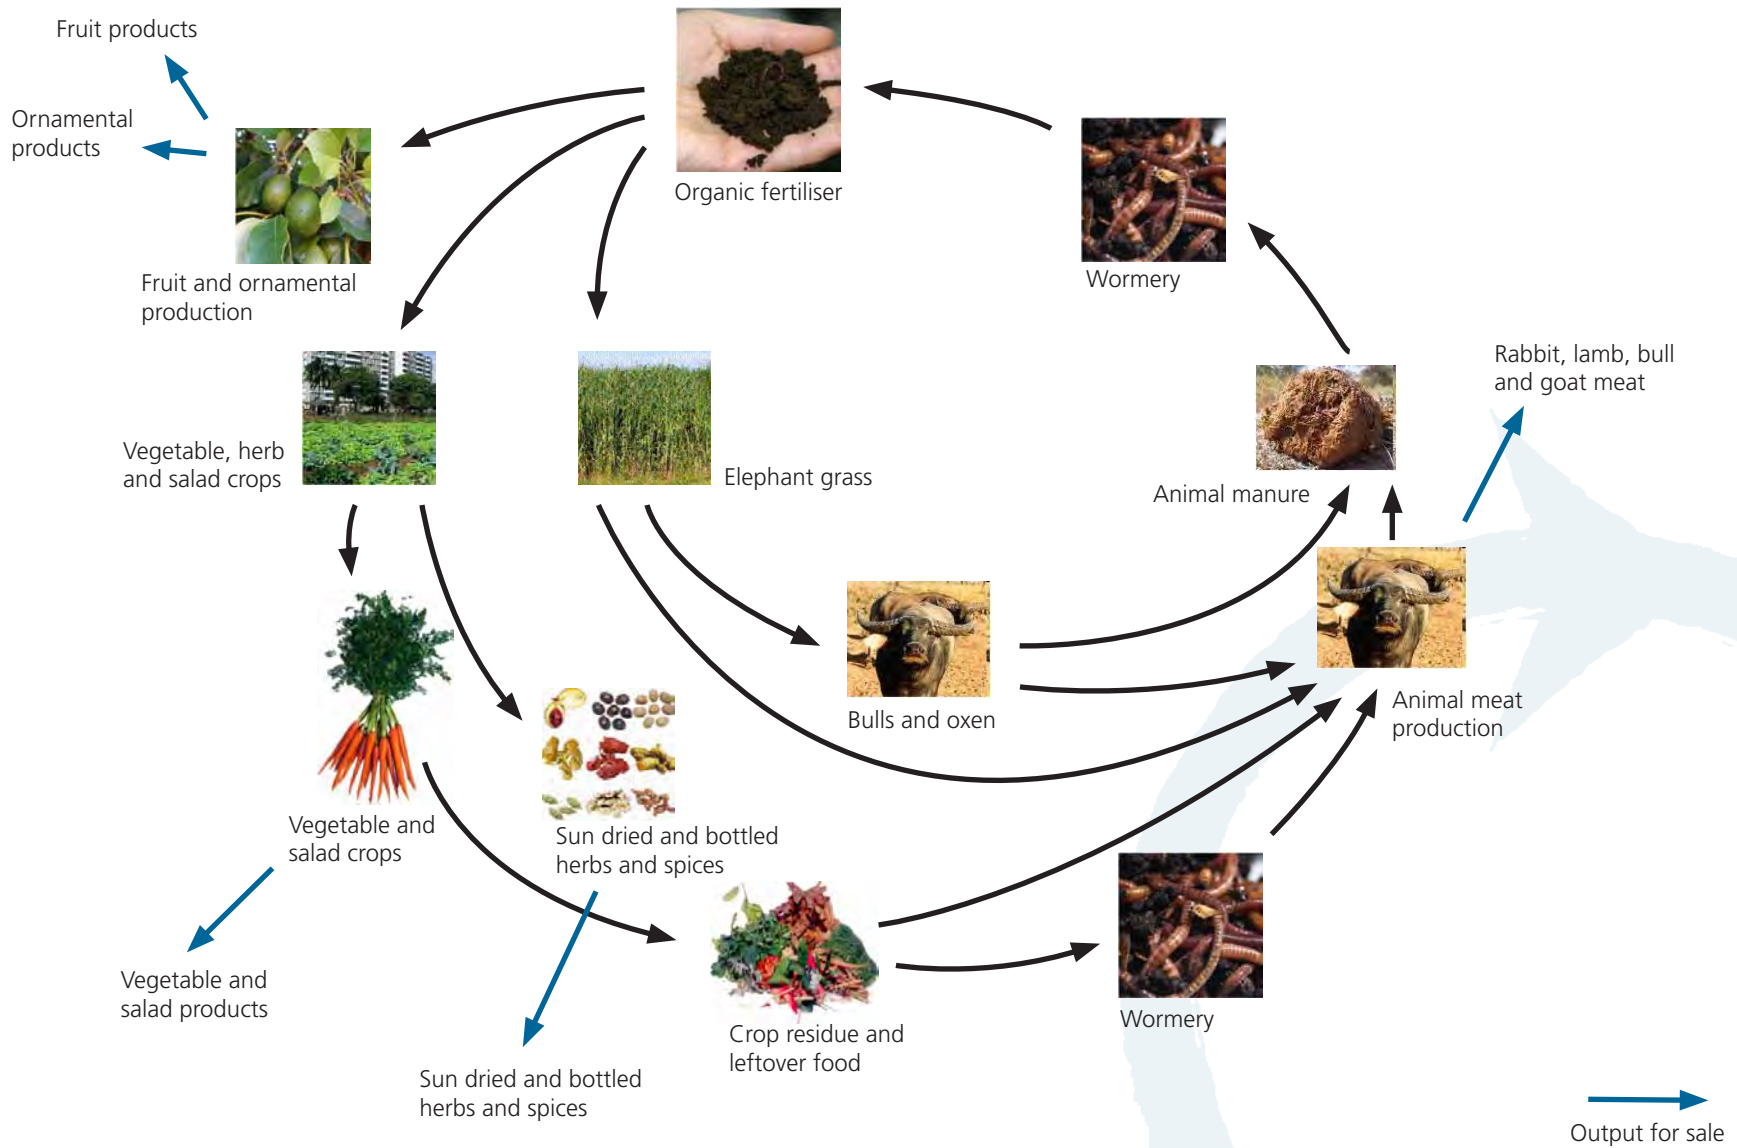 Fruit products
Ornamental
products
Organic fertiliser
Fruit and ornamental
production
Wormery
Rabbit, lamb, bull
and goat meat
Vegetable, herb
and salad crops
Elephant grass
Animal manure
Bulls and oxen
Animal meat
production
Vegetable and
salad crops
Sun dried and bottled
herbs and spices
Vegetable and
salad products
Crop residue and
leftover food
Wormery
Sun dried and bottled
herbs and spices
Output for sale